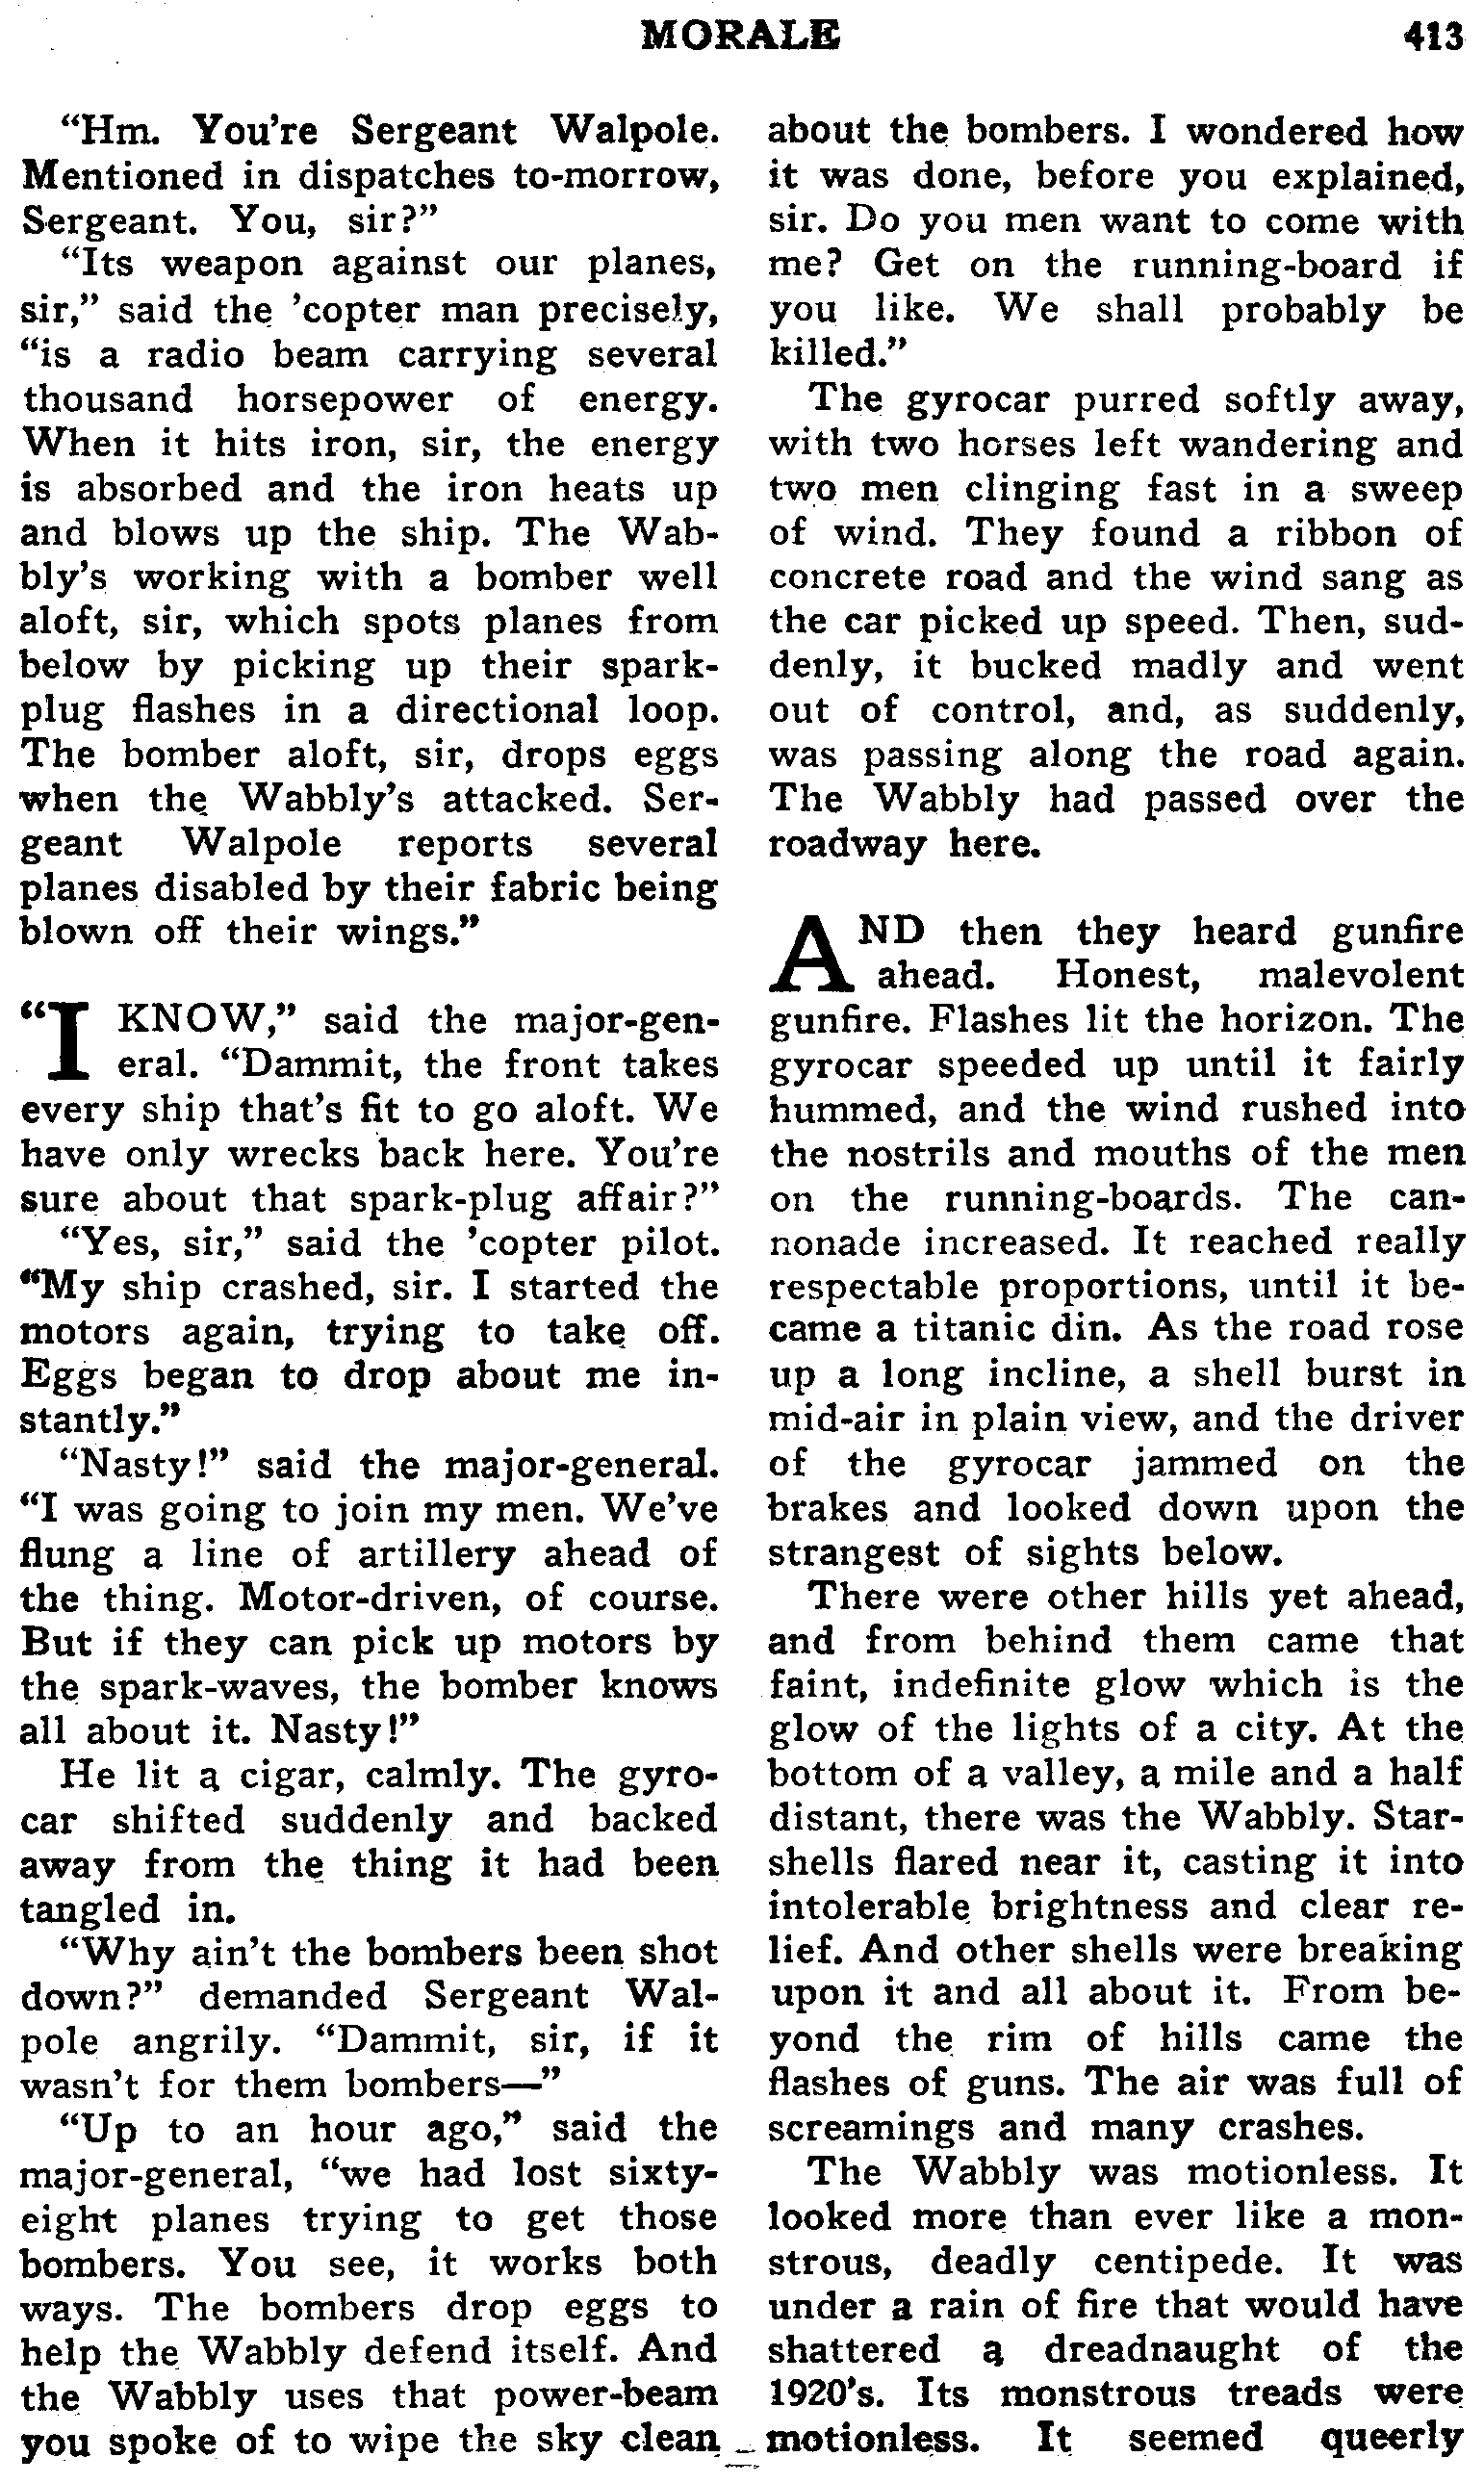 MORALE 413
"Hm. You're Sergeant Walpole.
Mentioned in dispatches to-morrow,
Sergeant. You, sir?"
"Its weapon against our planes,
sir," said the 'copter man precisely,
"is a radio beam carrying several
thousand horsepower of energy.
When it hits iron, sir, the energy
is absorbed and the iron heats up
and blows up the ship. The Wab-
bly's working with a bomber well
aloft, sir, which spots planes from
below by picking up their spark-
plug flashes in a directional loop.
The bomber aloft, sir, drops eggs
when the Wabbly's attacked. Ser-
geant Walpole reports several
planes disabled by their fabric being
blown off their wings."
"I KNOW," said the major-gen-
eral. "Dammit, the front takes
every ship that's fit to go aloft. We
have only wrecks back here. You're
sure about that spark-plug affair?"
"Yes, sir," said the 'copter pilot.
"My ship crashed, sir. I started the
motors again, trying to take off.
Eggs began to drop about me in-
stantly."
"Nasty!" said the major-general.
"I was going to join my men. We've
flung a line of artillery ahead of
the thing. Motor-driven, of course.
But if they can pick up motors by
the spark-waves, the bomber knows
all about it. Nasty!"
He lit a cigar, calmly. The gyro-
car shifted suddenly and backed
away from the thing it had been
tangled in.
"Why ain't the bombers been shot
down?" demanded Sergeant Wal-
pole angrily. "Dammit, sir, if it
wasn't for them bombers—"
"Up to an hour ago," said the
major-general, "we had lost sixty-
eight planes trying to get those
bombers. You see, it works both
ways. The bombers drop eggs to
help the Wabbly defend itself. And
the Wabbly uses that power-beam
you spoke of to wipe the sky clean
about the bombers. I wondered how
it was done, before you explained,
sir. Do you men want to come with
me? Get on the running-board if
you like. We shall probably be
killed."
The gyrocar purred softly away,
with two horses left wandering and
two men clinging fast in a sweep
of wind. They found a ribbon of
concrete road and the wind sang as
the car picked up speed. Then, sud-
denly, it bucked madly and went
out of control, and, as suddenly,
was passing along the road again.
The Wabbly had passed over the
roadway here.
AND then they heard gunfire
ahead. Honest, malevolent
gunfire. Flashes lit the horizon. The
gyrocar speeded up until it fairly
hummed, and the wind rushed into
the nostrils and mouths of the men
on the running-boards. The can-
nonade increased. It reached really
respectable proportions, until it be-
came a titanic din. As the road rose
up a long incline, a shell burst in
mid-air in plain view, and the driver
of the gyrocar jammed on the
brakes and looked down upon the
strangest of sights below.
There were other hills yet ahead,
and from behind them came that
faint, indefinite glow which is the
glow of the lights of a city. At the
bottom of a valley, a mile and a half
distant, there was the Wabbly. Star-
shells flared near it, casting it into
intolerable brightness and clear re-
lief. And other shells were breaking
upon it and all about it. From be-
yond the rim of hills came the
flashes of guns. The air was full of
screamings and many crashes.
The Wabbly was motionless. It
looked more than ever like a mon-
strous, deadly centipede. It was
under a rain of fire that would have
shattered a dreadnaught of the
1920's. Its monstrous treads were
motionless. It seemed queerly